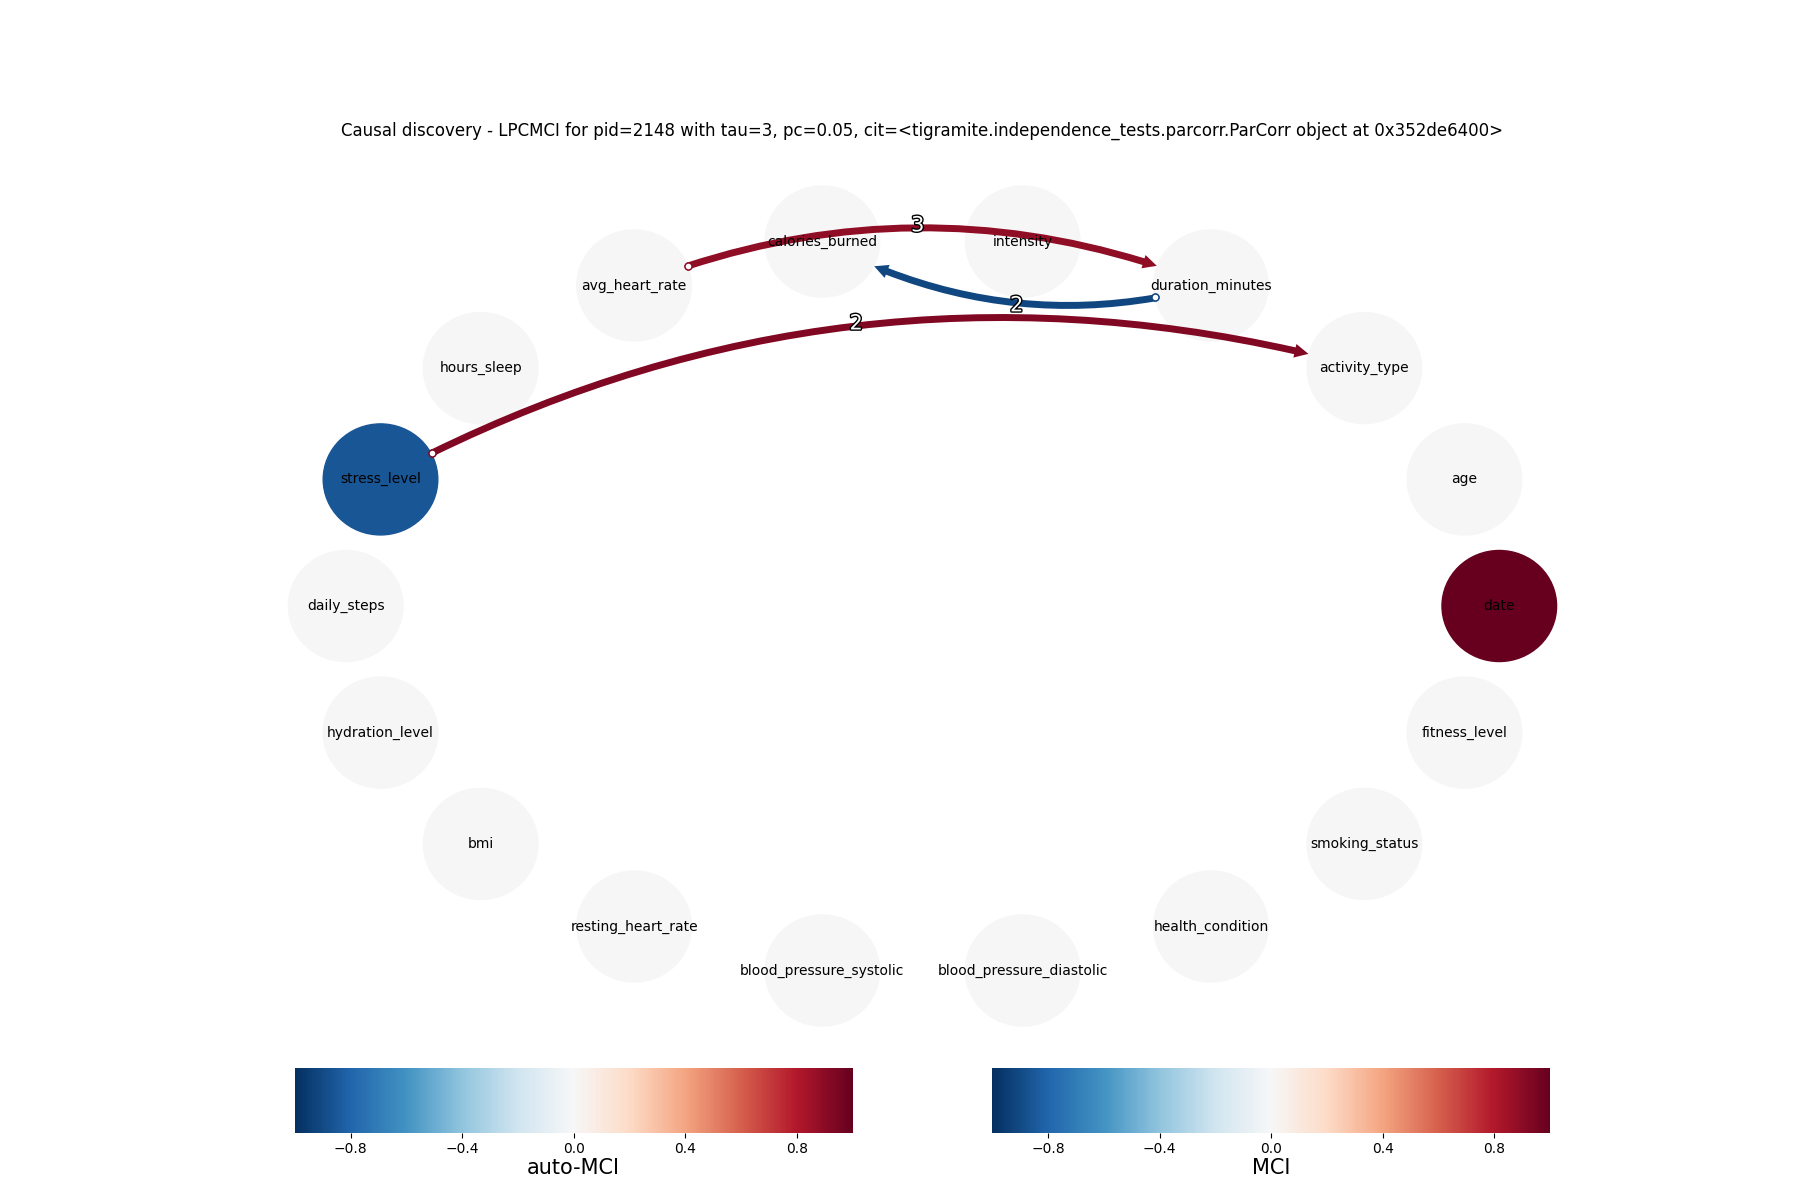 Causal discovery - LPCMCI for pid=2148 with tau=3, pc=0.05, cit=<tigramite.independence_tests.parcorr.ParCorr object at 0x352de6400>
3
calories_burned
intensity
avg_heart_rate
duration_minutes
2
2
hours_sleep
activity_type
stress_level
age
daily_steps
date
hydration_level
fitness_level
bmi
smoking_status
resting_heart_rate
health_condition
blood_pressure_systolic
blood_pressure_diastolic
−0.8 −0.4 0.0 0.4 0.8
auto-MCI
−0.8 −0.4 0.0 0.4 0.8
MCI